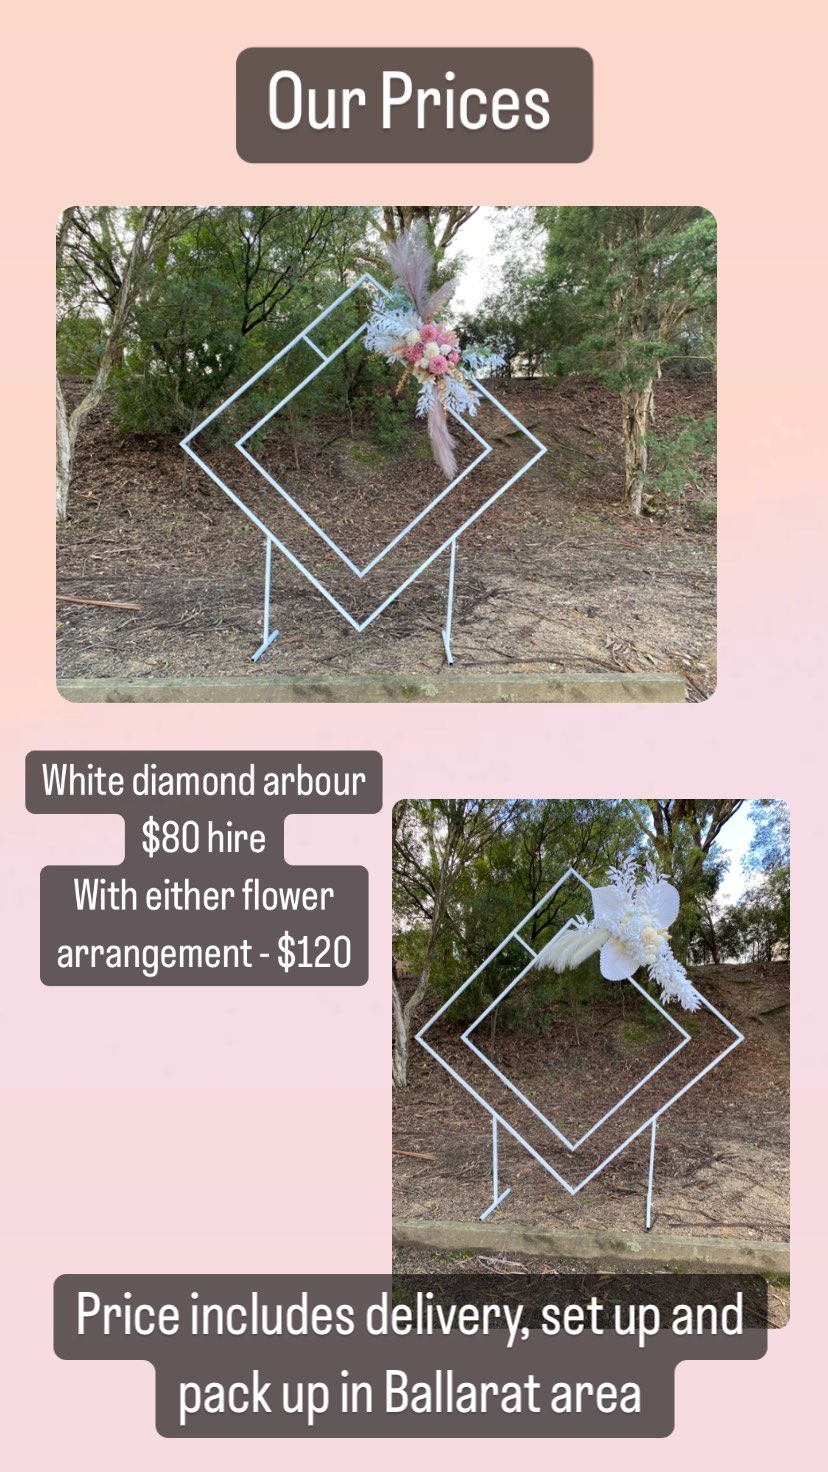 Our Prices
White diamond arbour
$80 hire
With either flower
arrangement - $120
Price includes delivery, set up and
pack up in Ballarat area